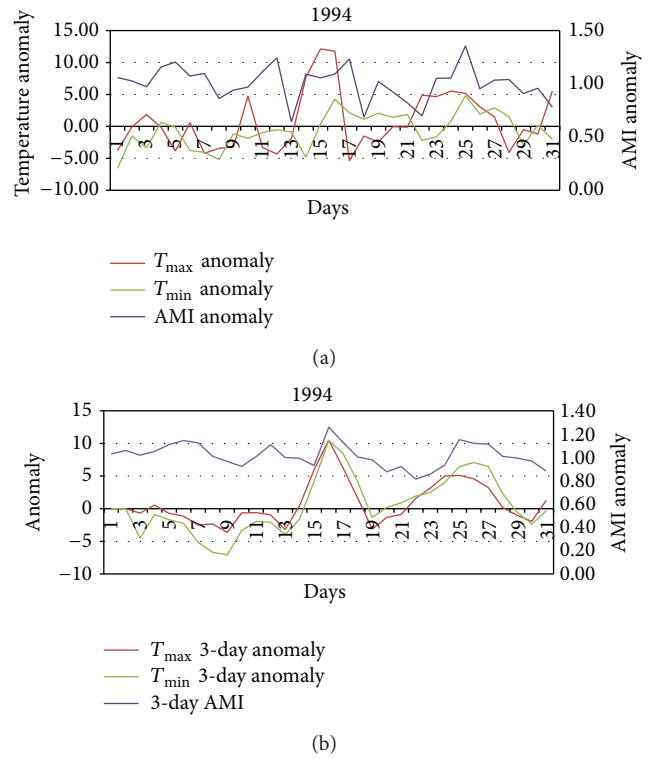 1994
15.00
10.00
5.00
0.00
−5.00
−10.00
Temperature anomaly
1.50
1.00
0.50
0.00
AMI anomaly
1 3 5 7 9 11 13 15 17 19 21 23 25 27 29 31
Days
Tmax anomaly
Tmin anomaly
AMI anomaly
(a)
1994
15
10
5
0
−5
−10
Anomaly
1.40
1.20
1.00
0.80
0.60
0.40
0.20
0.00
AMI anomaly
1 3 5 7 9 11 13 15 17 19 21 23 25 27 29 31
Days
Tmax 3-day anomaly
Tmin 3-day anomaly
3-day AMI
(b)